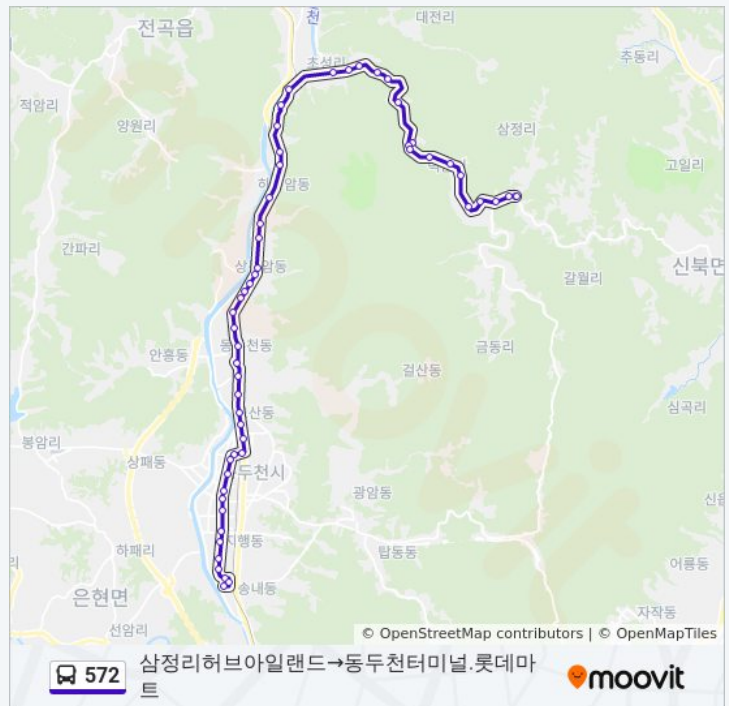 대전리
전곡읍
천
추동리
초성리
적암리
양원리
삼정리
고일리
하
암동
간파리
상
암동
신북면
갈월리
동
천동
안흥동
금동리
걸산동
심곡리
산동
봉암리
상패동
두천시
광암동
지행동
탑동동
하패리
어룡동
은현면
송내동
자작동
선암리
© OpenStreetMap contributors | © OpenMapTiles
572
삼정리허브아일랜드→동두천터미널.롯데마
트
moovit